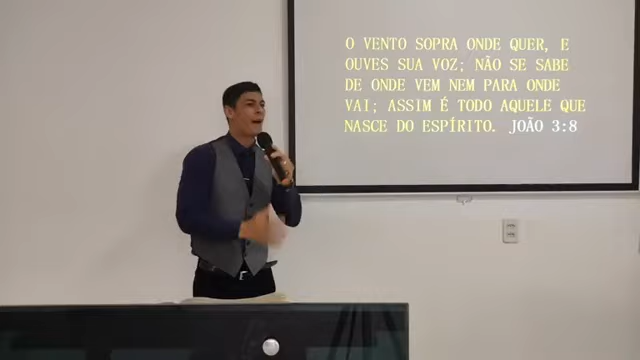 O VENTO SOPRA ONDE QUER, E
OUVES SUA VOZ; NÃO SE SABE
DE ONDE VEM NEM PARA ONDE
VAI; ASSIM É TODO AQUELE QUE
NASCE DO ESPÍRITO. JOÃO 3:8